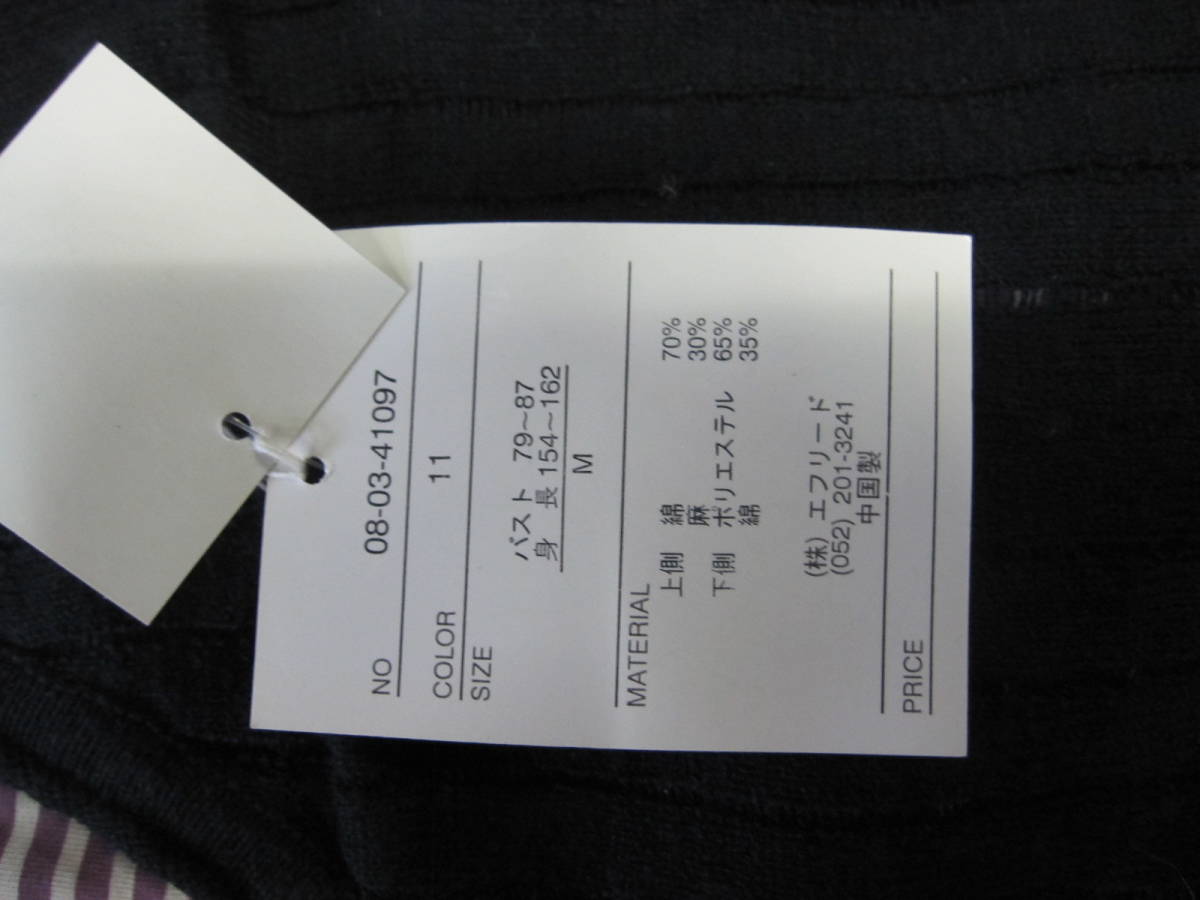 NO 08-03-41097
COLOR 11
SIZE
バスト 79~87
身 長 154~162
M
MATERIAL
上側 綿 70%
麻 30%
下側 ポリエステル 65%
綿 35%
(株) エフリード
(052) 201-3241
中国製
PRICE